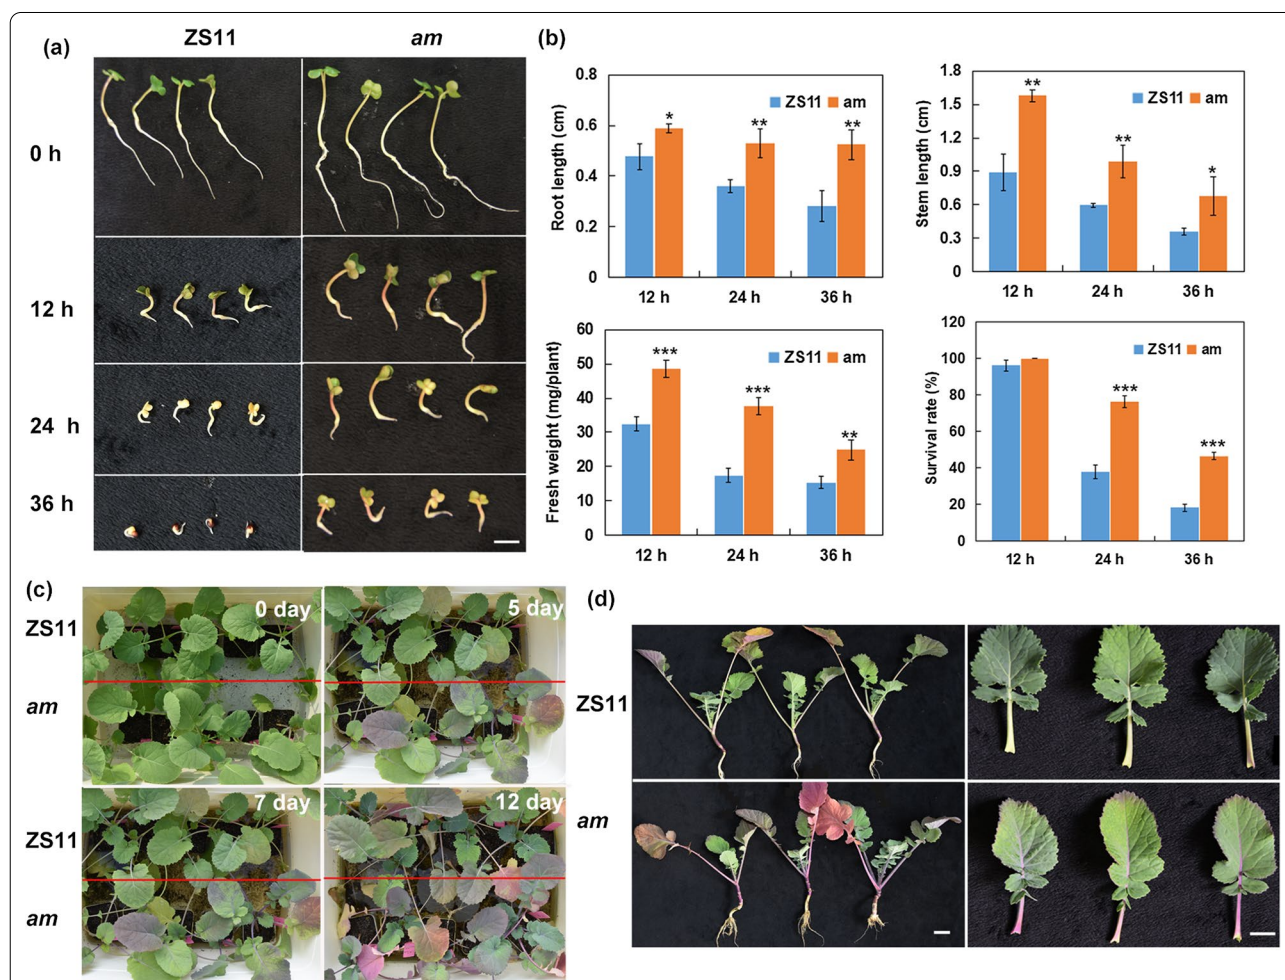 (a)
ZS11
am
0 h
12 h
24 h
36 h
(b)
Root length (cm)
0.8
0.6
0.4
0.2
0
ZS11
am
*
**
**
12 h
24 h
36 h
Stem length (cm)
1.8
1.5
1.2
0.9
0.6
0.3
0
ZS11
am
**
**
*
12 h
24 h
36 h
Fresh weight (mg/plant)
60
50
40
30
20
10
0
ZS11
am
***
***
**
12 h
24 h
36 h
Survival rate (%)
100
80
60
40
20
0
ZS11
am
***
***
12 h
24 h
36 h
(c)
ZS11
am
0 day
5 day
ZS11
am
7 day
12 day
(d)
ZS11
am